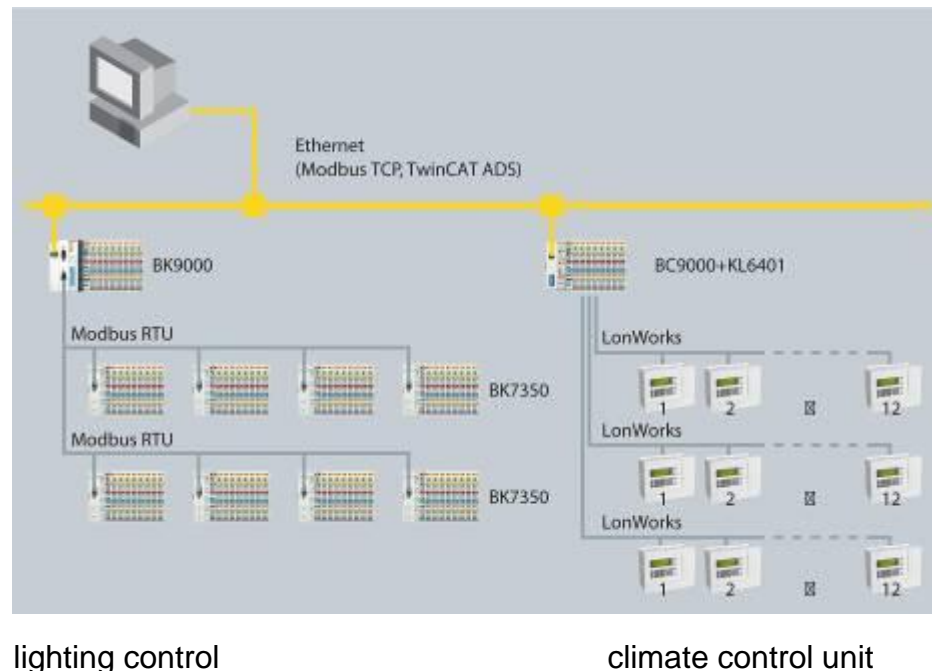 Ethernet
(Modbus TCP, TwinCAT ADS)
BK9000
BC9000+KL6401
Modbus RTU
BK7350
Modbus RTU
BK7350
LonWorks
1 2 12
LonWorks
1 2 12
LonWorks
1 2 12
lighting control
climate control unit